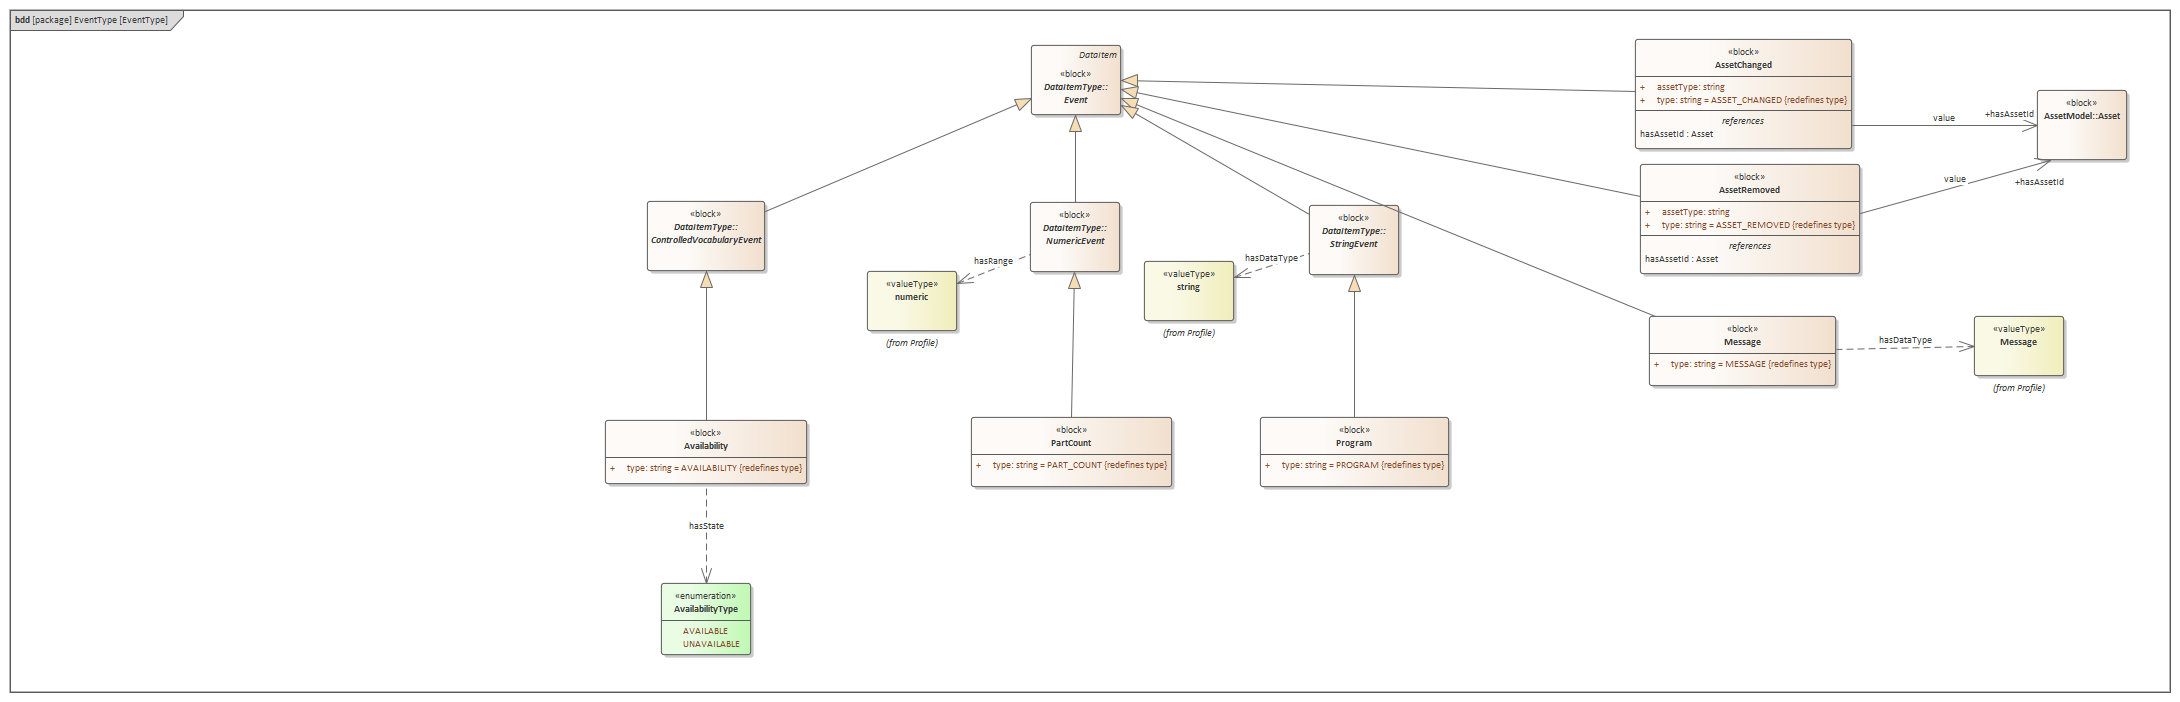 bdd [package] EventType [EventType]
DataItem
«block»
DataItemType::
Event
«block»
AssetChanged
+ assetType: string
+ type: string = ASSET_CHANGED {redefines type}
references
hasAssetId : Asset
value
+hasAssetId
«block»
AssetModel::Asset
«block»
AssetRemoved
+ assetType: string
+ type: string = ASSET_REMOVED {redefines type}
references
hasAssetId : Asset
value
+hasAssetId
«block»
DataItemType::
ControlledVocabularyEvent
«block»
DataItemType::
NumericEvent
hasRange
«valueType»
numeric
(from Profile)
«block»
DataItemType::
StringEvent
hasDataType
«valueType»
string
(from Profile)
«block»
Message
+ type: string = MESSAGE {redefines type}
hasDataType
«valueType»
Message
(from Profile)
«block»
Availability
+ type: string = AVAILABILITY {redefines type}
«block»
PartCount
+ type: string = PART_COUNT {redefines type}
«block»
Program
+ type: string = PROGRAM {redefines type}
hasState
«enumeration»
AvailabilityType
AVAILABLE
UNAVAILABLE